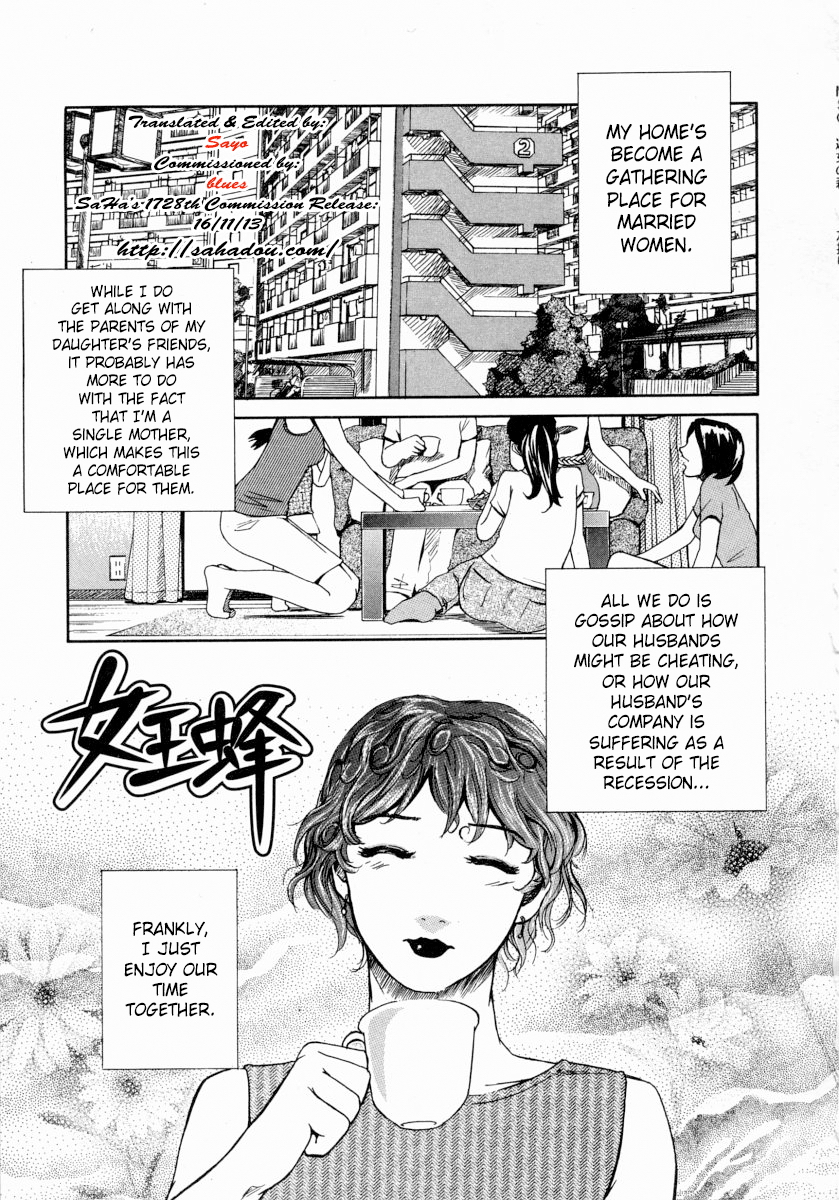 MY HOME'S
BECOME A
GATHERING
PLACE FOR
MARRIED
WOMEN.
Translated & Edited by:
Sayo
Commissioned by:
blues
SaHa's 1728th Commission Release:
16/11/13
http://sahadou.com/
2
WHILE I DO
GET ALONG WITH
THE PARENTS OF MY
DAUGHTER'S FRIENDS,
IT PROBABLY HAS
MORE TO DO
WITH THE FACT
THAT I'M A
SINGLE MOTHER,
WHICH MAKES THIS
A COMFORTABLE
PLACE FOR THEM.
ALL WE DO IS
GOSSIP ABOUT HOW
OUR HUSBANDS
MIGHT BE CHEATING,
OR HOW OUR
HUSBAND'S
COMPANY IS
SUFFERING AS A
RESULT OF THE
RECESSION...
女王蜂
FRANKLY,
I JUST
ENJOY OUR
TIME
TOGETHER.